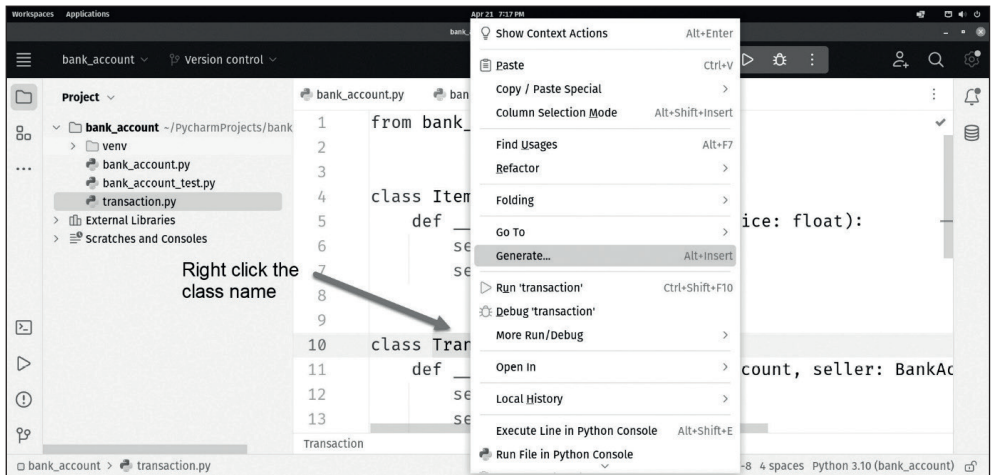 Workspaces Applications
Apr 21 7:17 PM
bank_
bank_account
Version control
Project
bank_account ~/PycharmProjects/bank
venv
bank_account.py
bank_account_test.py
transaction.py
External Libraries
Scratches and Consoles
Right click the
class name
bank_account.py ban
1 from bank_
2
3
4 class Item
5 def __ ice: float):
6 se
7 se
8
9
10 class Tran
11 def __ count, seller: BankAc
12 se
13 se
Transaction
Show Context Actions Alt+Enter
Paste Ctrl+V
Copy / Paste Special
Column Selection Mode Alt+Shift+Insert
Find Usages Alt+F7
Refactor
Folding
Go To
Generate... Alt+Insert
Run 'transaction' Ctrl+Shift+F10
Debug 'transaction'
More Run/Debug
Open In
Local History
Execute Line in Python Console Alt+Shift+E
Run File in Python Console
bank_account > transaction.py
-8 4 spaces Python 3.10 (bank_account)